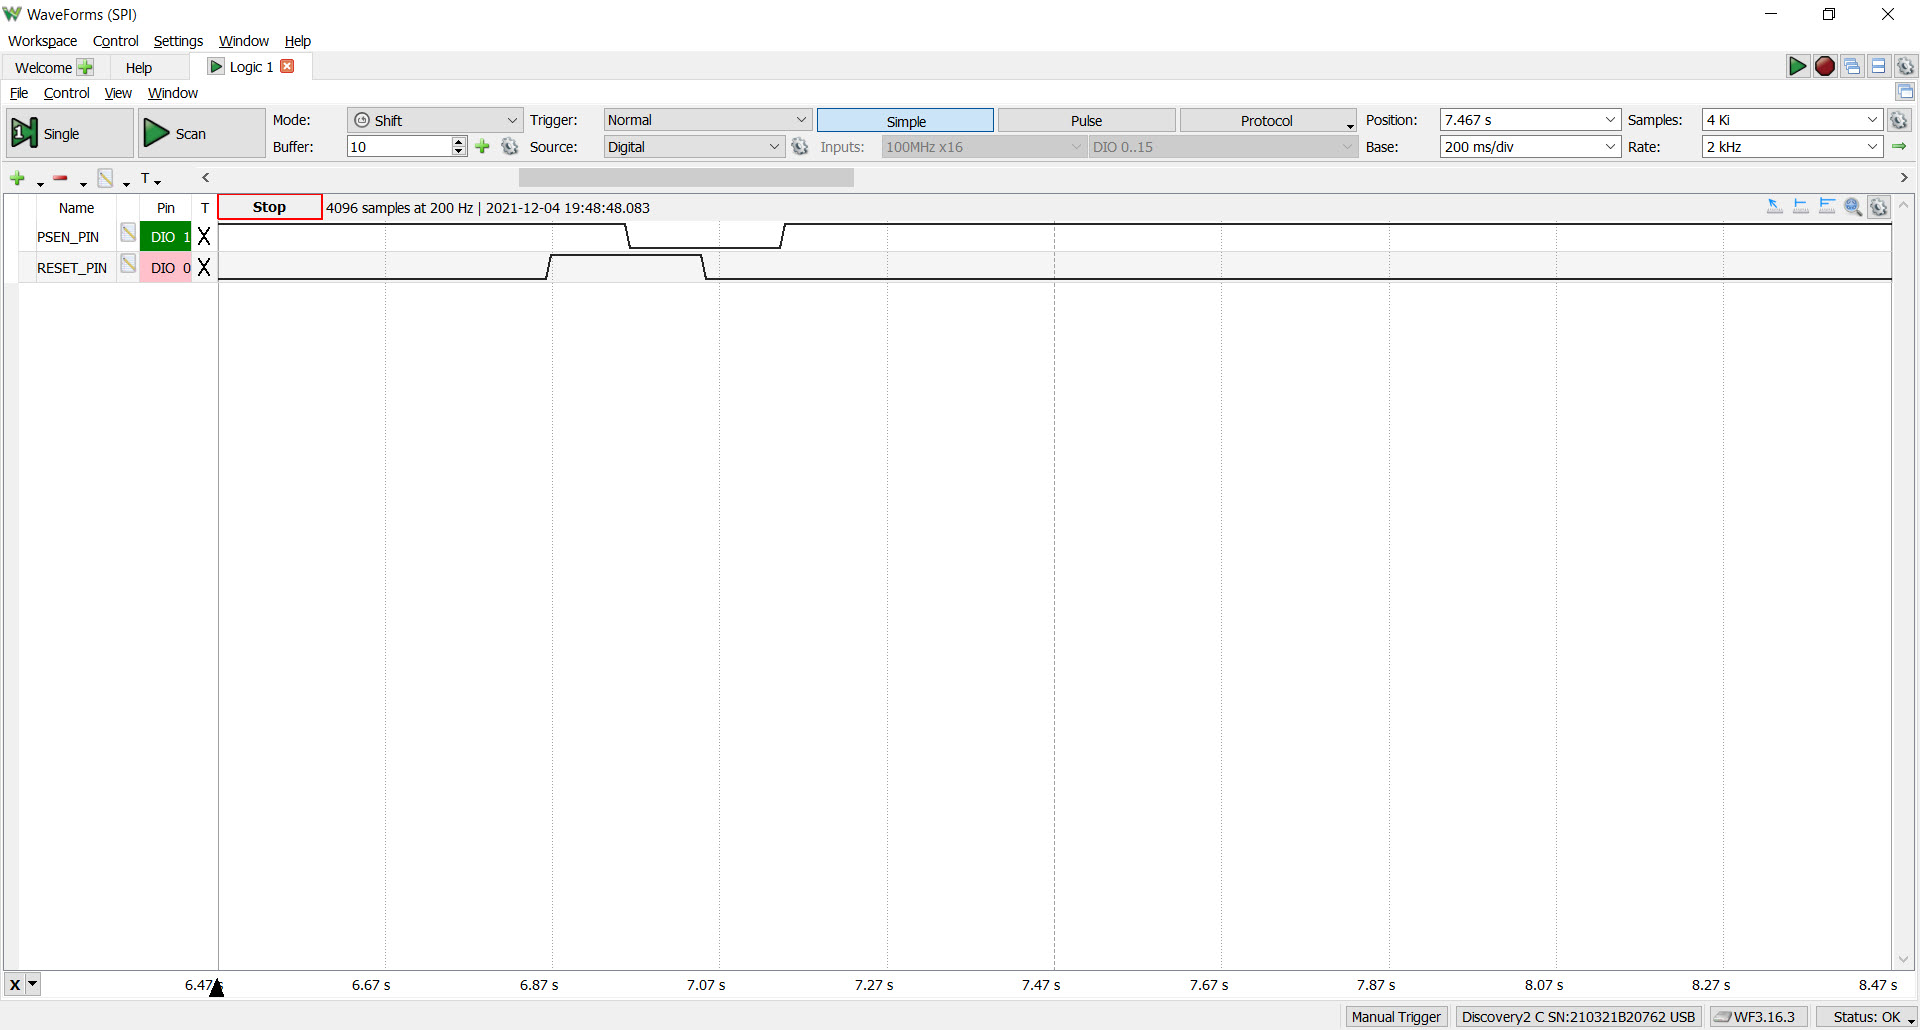 WaveForms (SPI)
Workspace Control Settings Window Help
Welcome Help Logic 1
File Control View Window
Single Scan Mode: Shift Trigger: Normal Simple Pulse Protocol Position: 7.467 s Samples: 4 Ki
Buffer: 10 Source: Digital Inputs: 100MHz x16 DIO 0..15 Base: 200 ms/div Rate: 2 kHz
T
Name Pin T Stop 4096 samples at 200 Hz | 2021-12-04 19:48:48.083
PSEN_PIN DIO 1 X
RESET_PIN DIO 0 X
X 6.47 s 6.67 s 6.87 s 7.07 s 7.27 s 7.47 s 7.67 s 7.87 s 8.07 s 8.27 s 8.47 s
Manual Trigger Discovery2 C SN:210321B20762 USB WF3.16.3 Status: OK